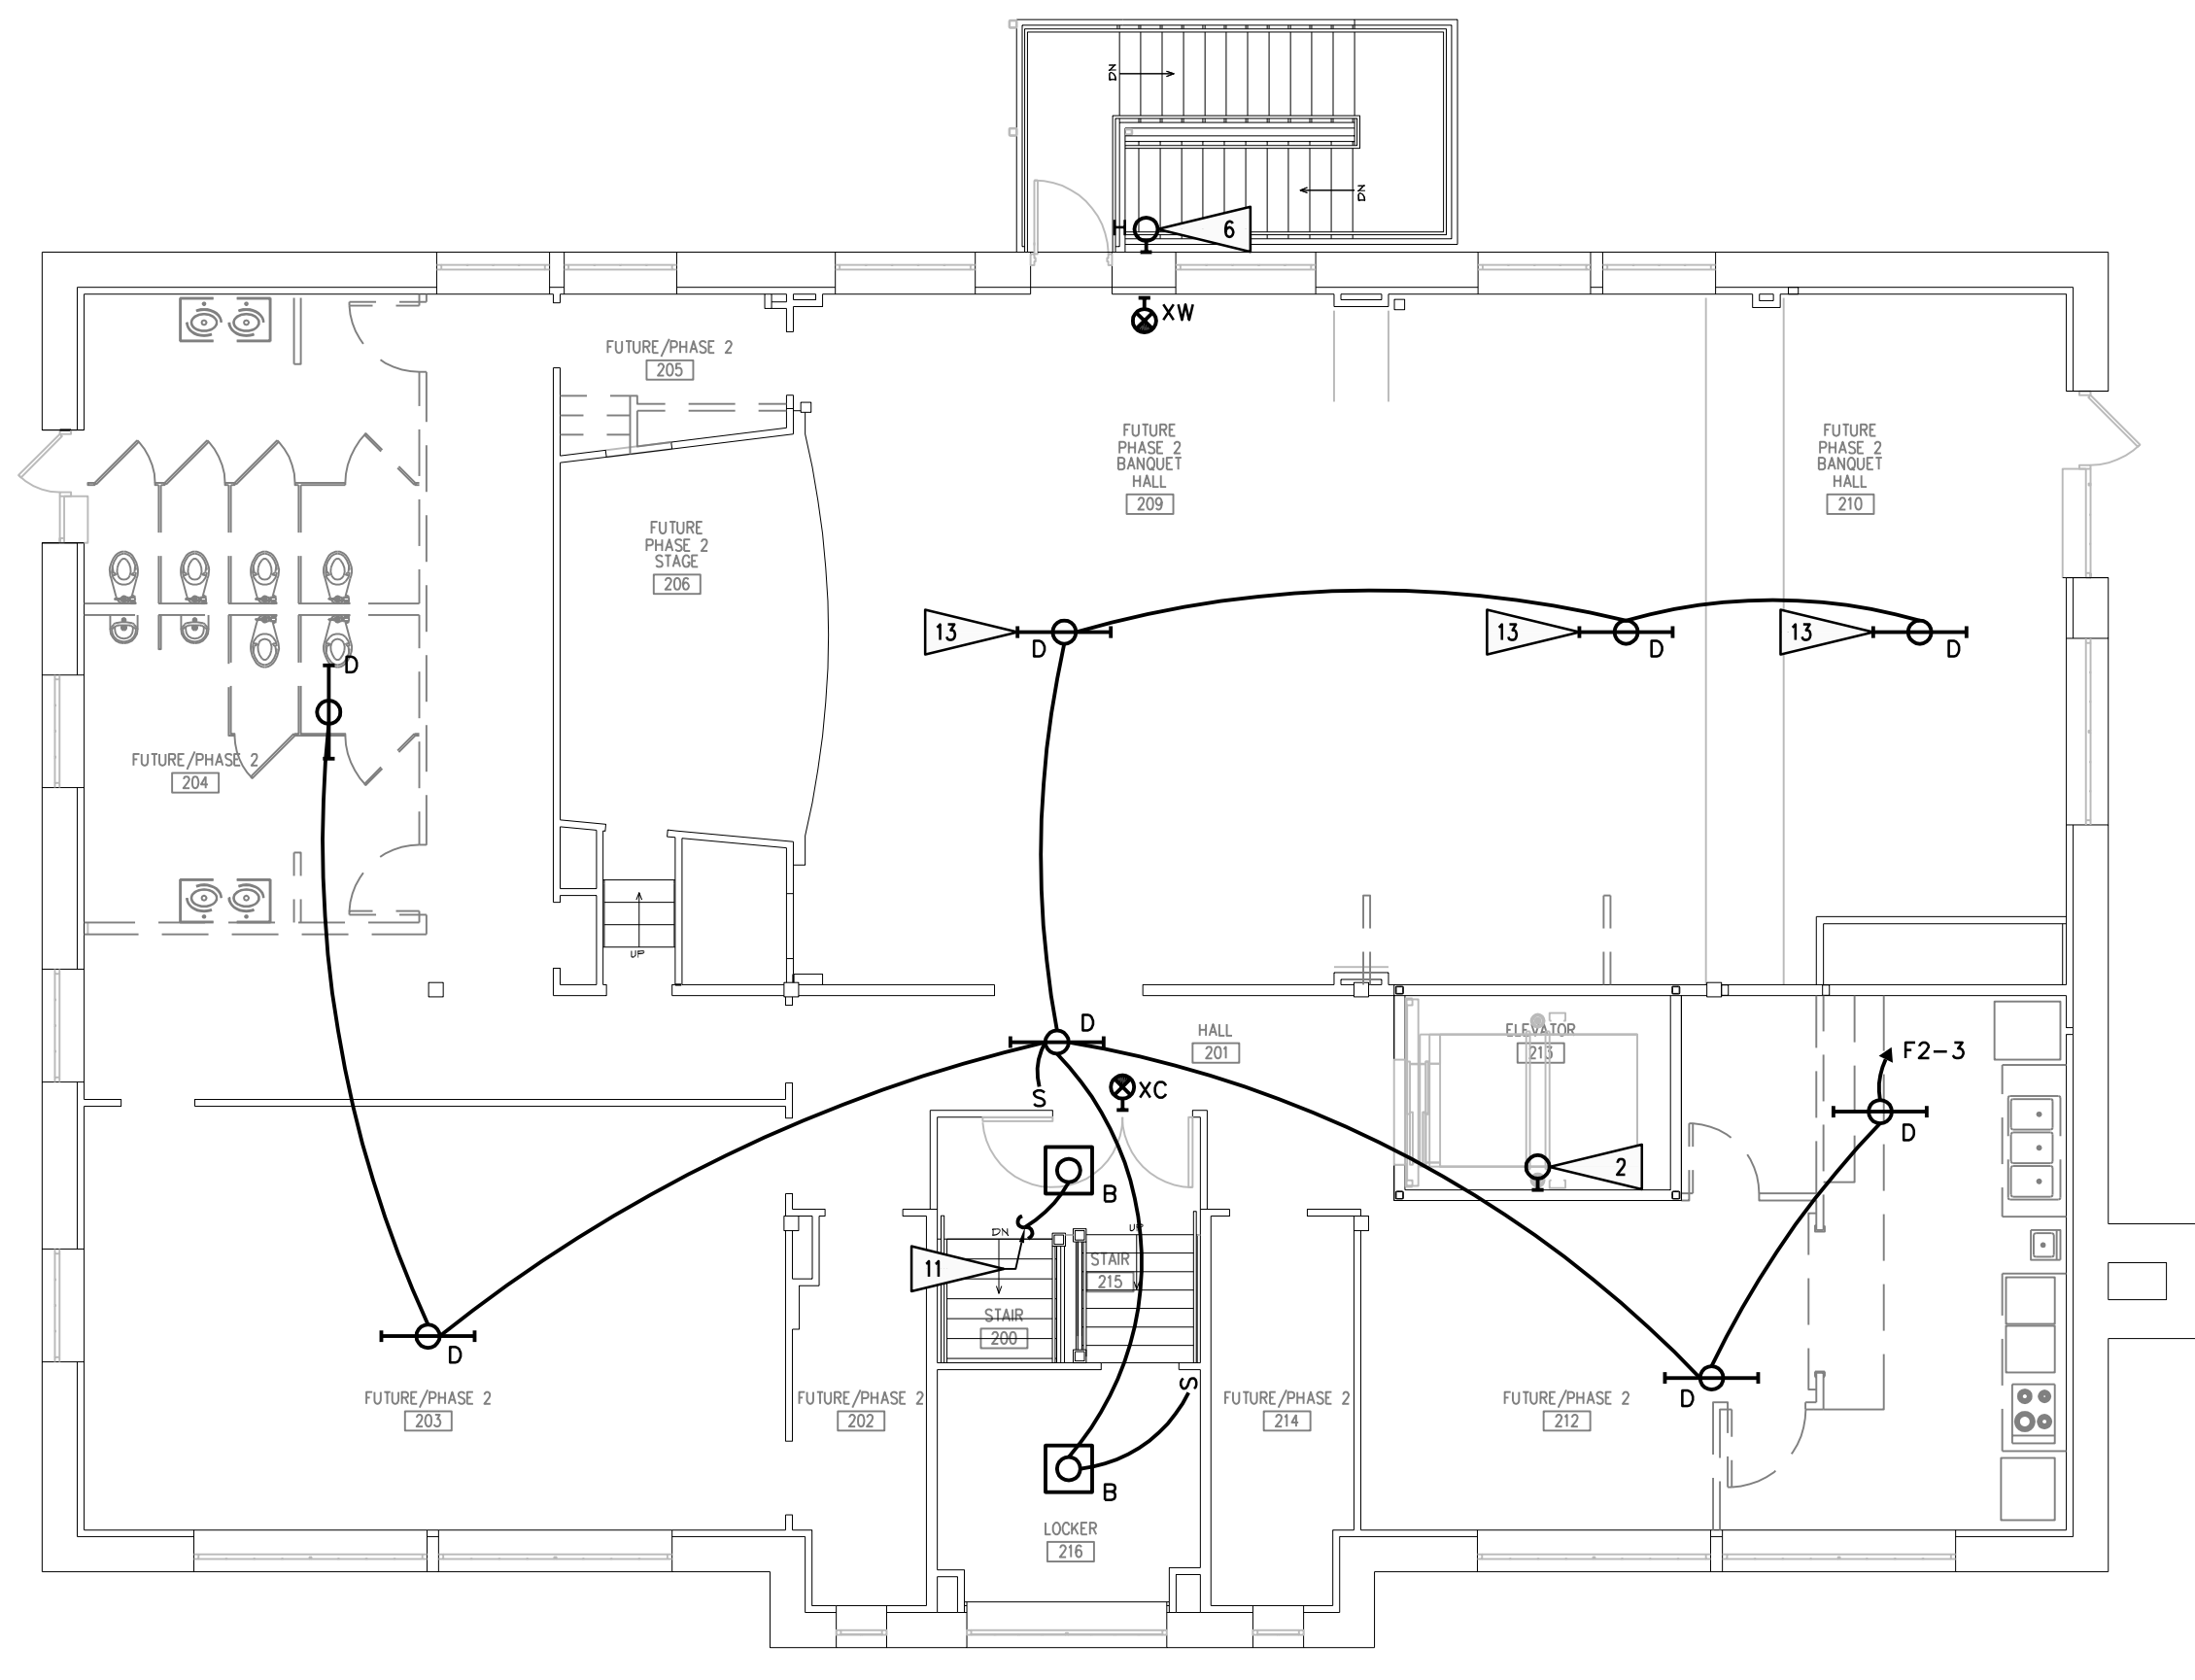 DN
DN
H
6
XW
FUTURE/PHASE 2
205
FUTURE
PHASE 2
BANQUET
HALL
209
FUTURE
PHASE 2
BANQUET
HALL
210
FUTURE
PHASE 2
STAGE
206
13
D
13
D
13
D
D
FUTURE/PHASE 2
204
UP
D
HALL
201
ELEVATOR
213
F2-3
S
XC
D
2
B
DN
UP
11
STAIR
215
STAIR
200
D
S
D
FUTURE/PHASE 2
203
FUTURE/PHASE 2
202
FUTURE/PHASE 2
214
FUTURE/PHASE 2
212
B
LOCKER
216